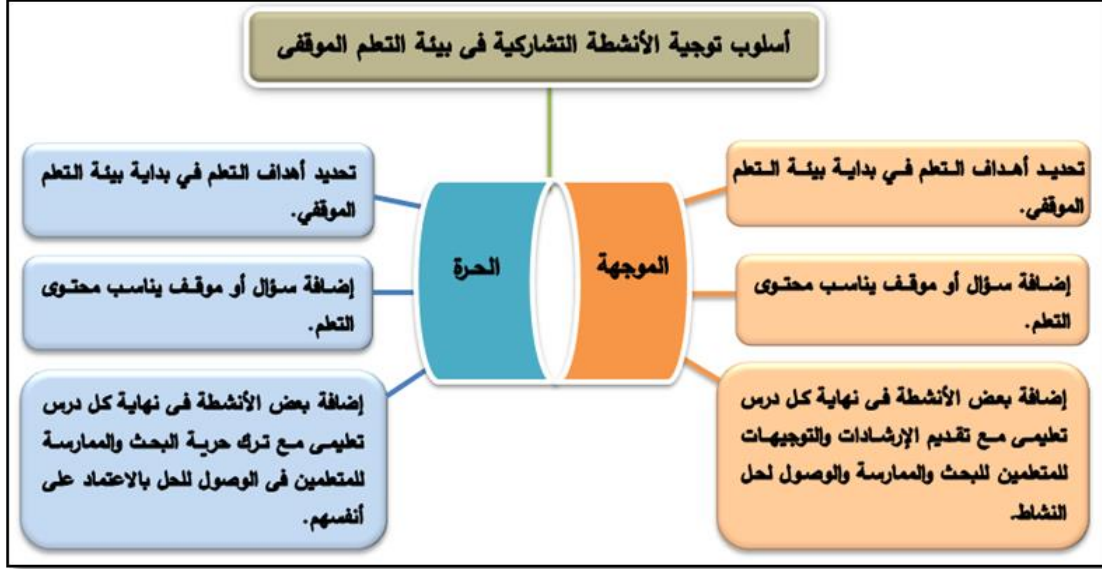 أسلوب توجية الأنشطة التشاركية فى بيئة التعلم الموقفى
الموجهة
تحديد أهداف التعلم في بداية بيئة التعلم
الموقفي.
إضافة سؤال أو موقف يناسب محتوى
التعلم.
إضافة بعض الأنشطة فى نهاية كل درس
تعليمى مع تقديم الإرشادات والتوجيهات
للمتعلمين للبحث والممارسة والوصول لحل
النشاط.
الحرة
تحديد أهداف التعلم في بداية بيئة التعلم
الموقفي.
إضافة سؤال أو موقف يناسب محتوى
التعلم.
إضافة بعض الأنشطة فى نهاية كل درس
تعليمى مع ترك حرية البحث والممارسة
للمتعلمين فى الوصول للحل بالاعتماد على
أنفسهم.